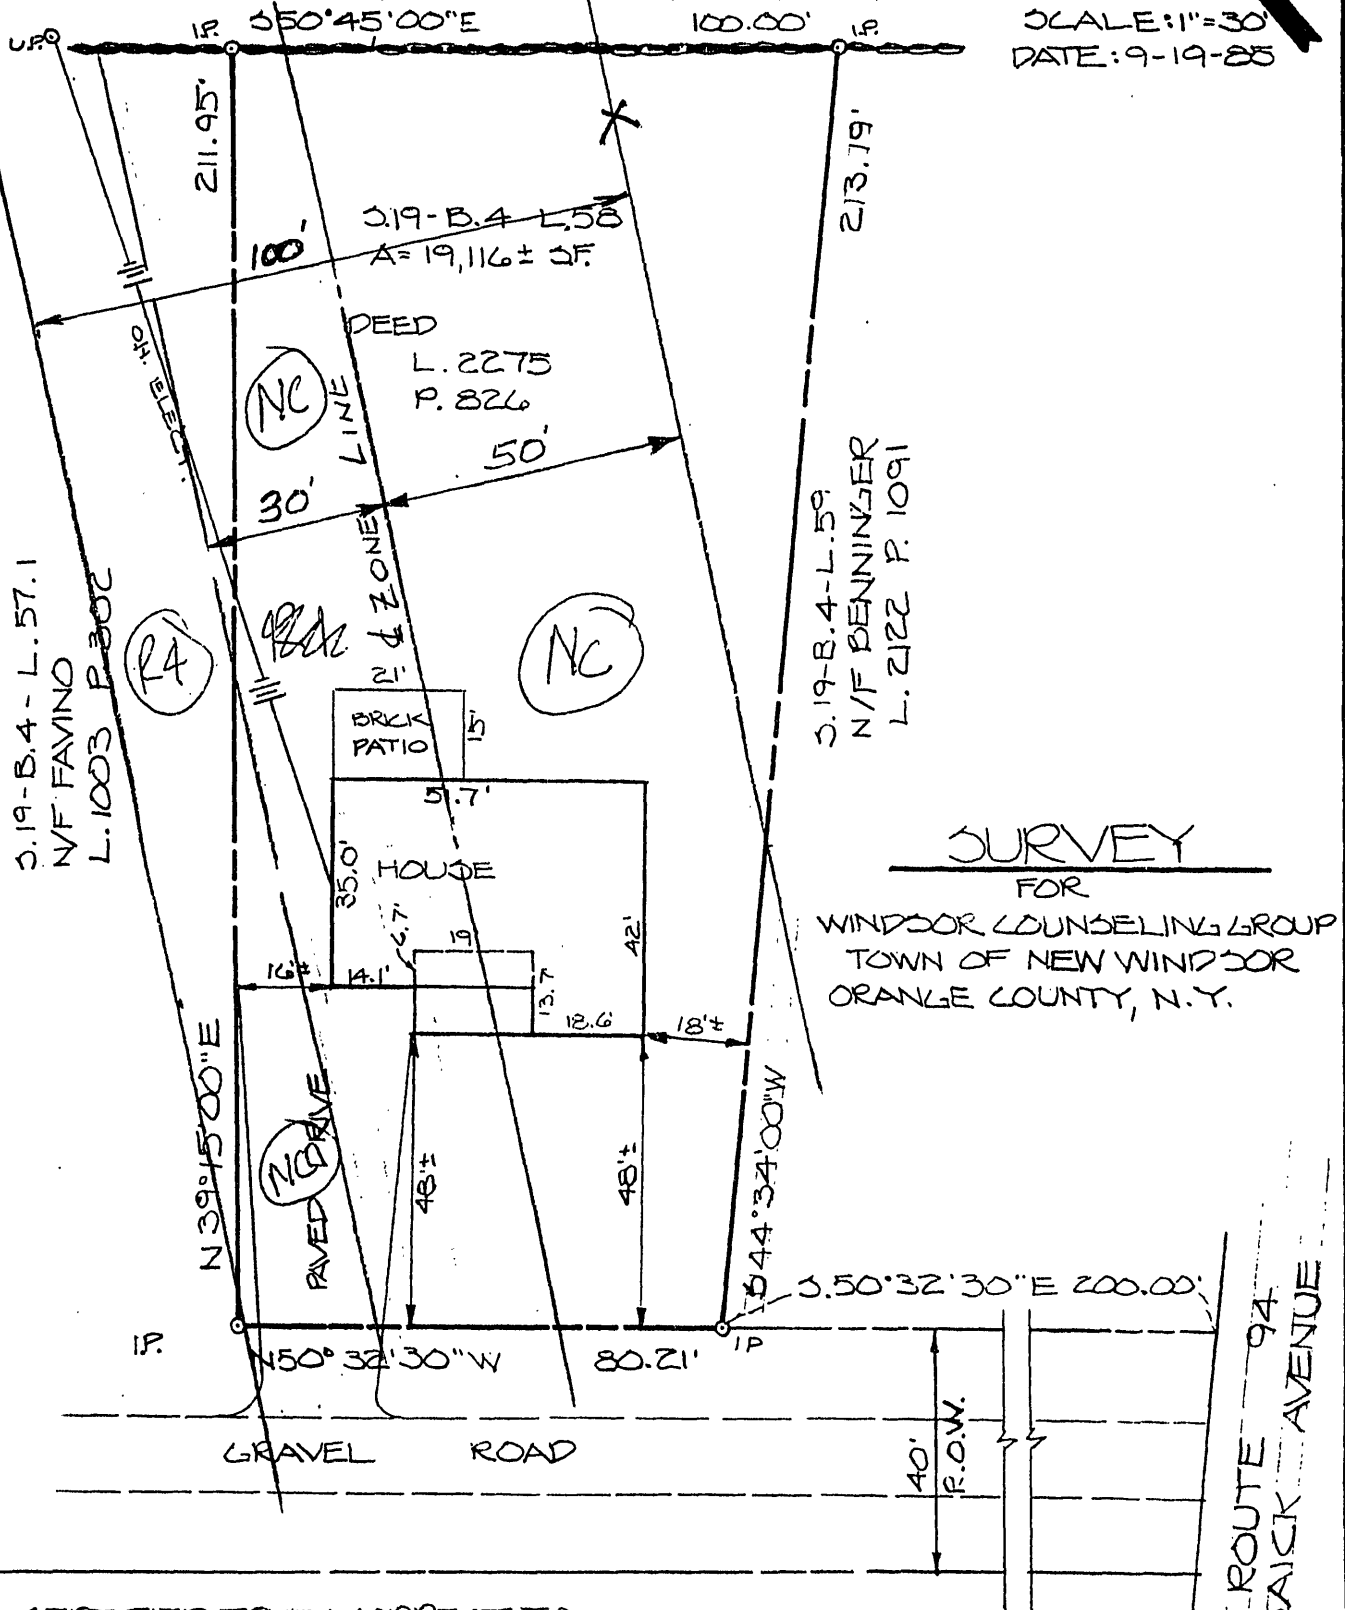 U.P.
I.P.
S50°45'00"E
100.00'
I.P.
SCALE: 1"=30'
DATE: 9-19-85
211.95'
213.79'
S.19-B.4 L.58
A= 19,116± S.F.
100'
DEED
L. 2275
P. 826
OH. ELECT.
NC
LINE
50'
30'
ZONE
S.19-B.4-L.57.1
N/F FAVINO
L.1003 P.302
R4
NC
S.19-B.4-L.59
N/F BENNINGER
L. 2122 P. 1091
21'
BRICK
PATIO
15'
51.7'
HOUSE
35.0'
6.7'
19
42'
16'±
14.1'
13.7
18.6'
18'±
SURVEY
FOR
WINDSOR COUNSELING GROUP
TOWN OF NEW WINDSOR
ORANGE COUNTY, N.Y.
N39°15'00"E
PAVED DRIVE
NC
48'±
48'±
S44°34'00"W
S.50°32'30"E 200.00'
I.P.
N50°32'30"W
80.21'
I P
GRAVEL ROAD
40'
R.O.W.
ROUTE 94
AICK AVENUE